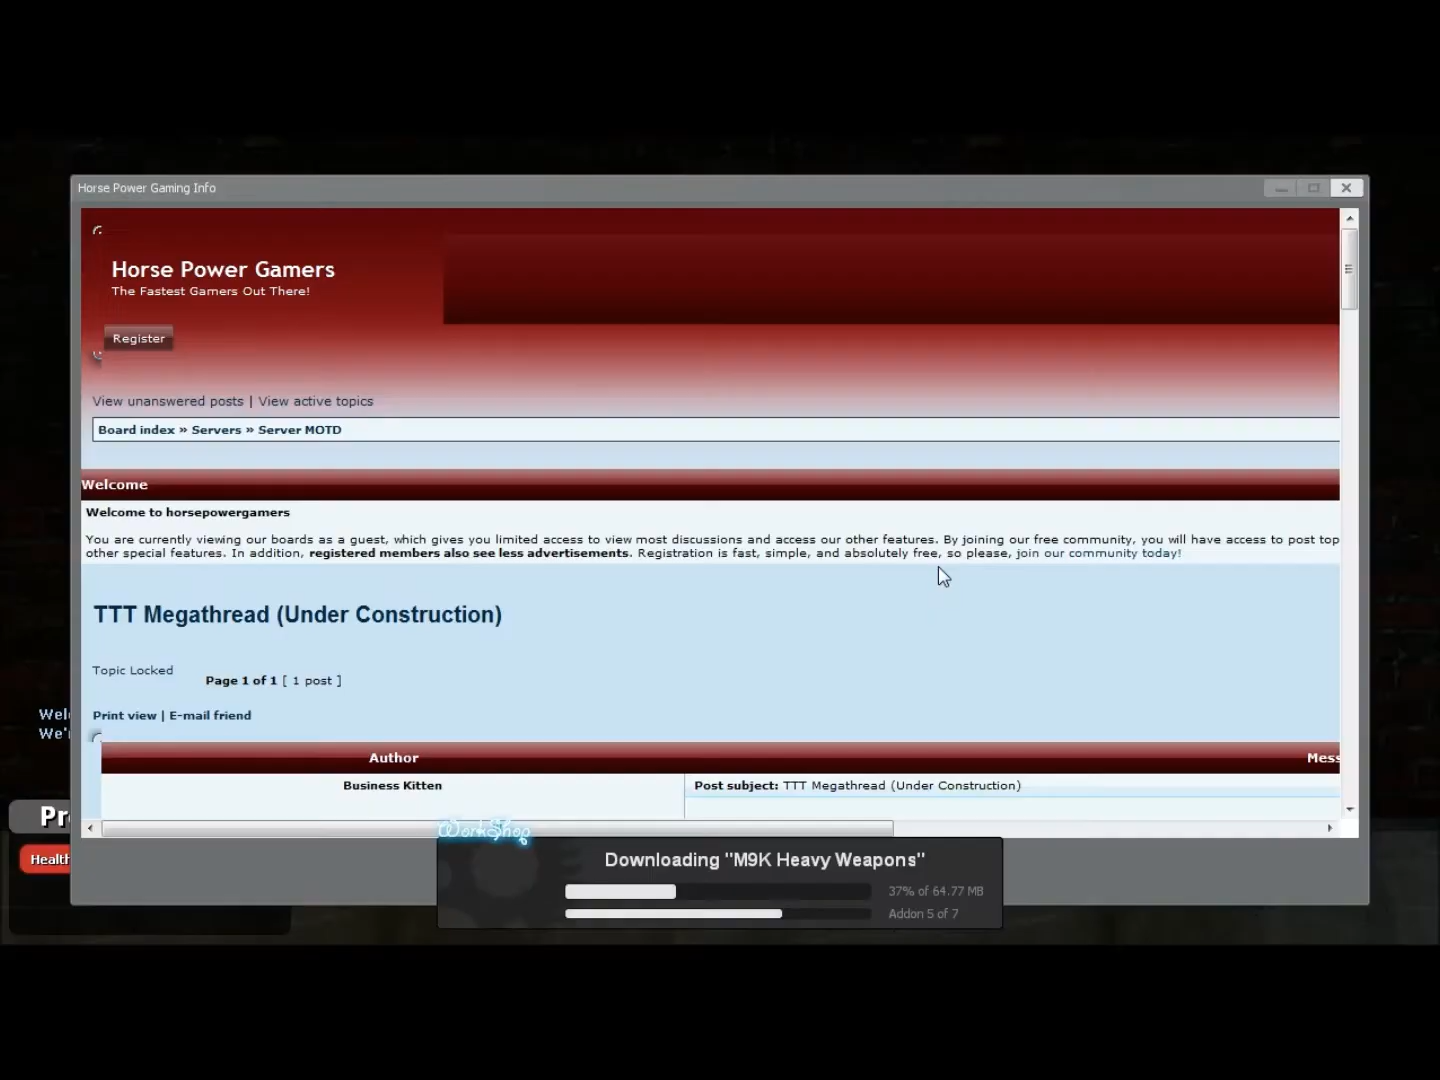 Horse Power Gaming Info
Horse Power Gamers
The Fastest Gamers Out There!
Register
View unanswered posts | View active topics
Board index » Servers » Server MOTD
Welcome
Welcome to horsepowergamers
You are currently viewing our boards as a guest, which gives you limited access to view most discussions and access our other features. By joining our free community, you will have access to post top
other special features. In addition, registered members also see less advertisements. Registration is fast, simple, and absolutely free, so please, join our community today!
TTT Megathread (Under Construction)
Topic Locked
Page 1 of 1 [ 1 post ]
Wel
We'r
Print view | E-mail friend
Author
Mess
Business Kitten
Post subject: TTT Megathread (Under Construction)
Pr
WorkShop
Health
Downloading "M9K Heavy Weapons"
37% of 64.77 MB
Addon 5 of 7